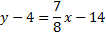 y − 4 = 7/8 x − 14